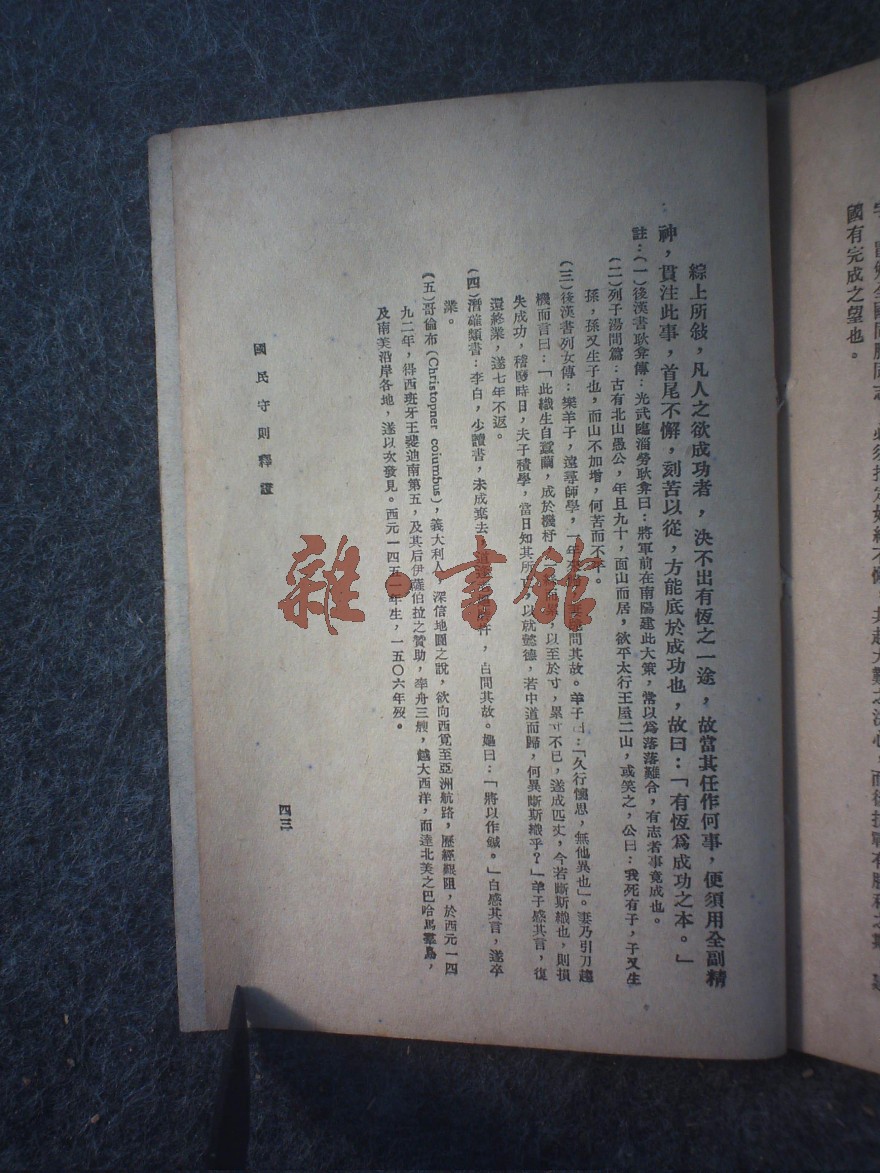 國有完成之望也。
綜上所敍,凡人之欲成功者,決不出有恆之一途,故當其任作何事,便須用全副精
神,貫注此事,首尾不懈,刻苦以從,方能底於成功也,故曰:「有恆爲成功之本。」
註:(一)後漢書耿弇傳:光武臨淄勞耿弇曰:將軍前在南陽建此大策,常以爲落落難合,有志者事竟成也。
(二)列子湯問篇:古有北山愚公,年且九十,面山而居,欲平太行王屋二山,或笑之,公曰:我死有子,子又生
孫,孫又生子也,而山不加增,何苦而不平。
(三)後漢書列女傳:樂羊子,遠尋師學,一年 問其故。羊子曰:「久行懷思,無他異也」。妻乃引刀趨
機而言曰:「此織生自蠶繭,成於機杼 以至於寸,累寸不已,遂成匹丈,今若斷斯織也,則損
失成功,稽廢時日,夫子積學,當日知其所 以就懿德,若中道而歸,何異斷斯織乎?」羊子感其言,復
還終業,遂七年不返。
(四)潛確類書:李白,少讀書,未成棄去, 杵,白問其故。嫗曰:「將以作鍼。」白感其言,遂卒
業。
(五)哥倫布(Christopner coiumbus),義大利人 深信地圓之說,欲向西覓至亞洲航路,歷經艱阻,於西元一四
九二年,得西班牙王斐迪南第五,及其后伊薩伯拉之贊助,率舟三艘,越大西洋,而達北美之巴哈馬羣島,
及南美沿岸各地,遂以次發見。西元一四五一年生,一五〇六年歿。
國民守則釋證
四三
雜·書館